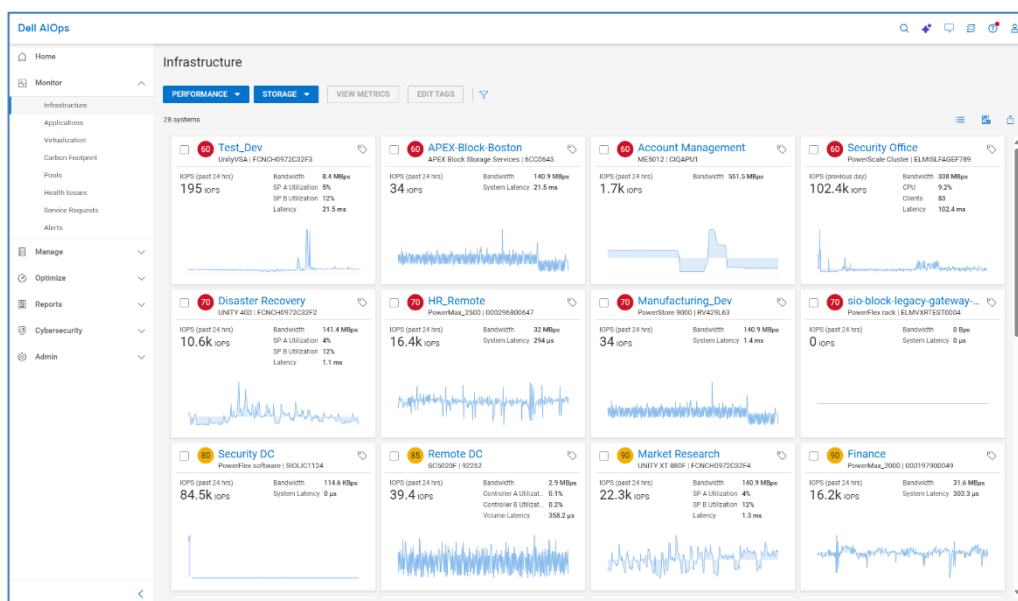 Dell AIOps
Home
Monitor
Infrastructure
Applications
Virtualization
Carbon Footprint
Pools
Health Issues
Service Requests
Alerts
Manage
Optimize
Reports
Cybersecurity
Admin
Infrastructure
PERFORMANCE STORAGE VIEW METRICS EDIT TAGS
28 systems
60 Test_Dev
UnityVSA | FCNCH0972C32F3
IOPS (past 24 hrs) Bandwidth 8.4 MBps
195 IOPS SP A Utilization 5%
SP B Utilization 12%
Latency 21.5 ms
60 APEX-Block-Boston
APEX Block Storage Services | 6CC0643
IOPS (past 24 hrs) Bandwidth 140.9 MBps
34 IOPS System Latency 21.5 ms
60 Account Management
ME5012 | CIQAPU1
IOPS (past 24 hrs) Bandwidth 551.5 MBps
1.7k IOPS
60 Security Office
PowerScale Cluster | ELMISLFAGEF789
IOPS (previous day) Bandwidth 338 MBps
102.4k IOPS CPU 9.2%
Clients 83
Latency 102.4 ms
70 Disaster Recovery
UNITY 400 | FCNCH0972C32F2
IOPS (past 24 hrs) Bandwidth 141.4 MBps
10.6k IOPS SP A Utilization 4%
SP B Utilization 12%
Latency 1.1 ms
70 HR_Remote
PowerMax_2500 | 000296800647
IOPS (past 24 hrs) Bandwidth 32 MBps
16.4k IOPS System Latency 294 µs
70 Manufacturing_Dev
PowerStore 9000 | RV429L63
IOPS (past 24 hrs) Bandwidth 140.9 MBps
34 IOPS System Latency 1.4 ms
70 sio-block-legacy-gateway-...
PowerFlex rack | ELMVXRTEST0004
IOPS (past 24 hrs) Bandwidth 0 Bps
0 IOPS System Latency 0 µs
80 Security DC
PowerFlex software | SIGLIC1124
IOPS (past 24 hrs) Bandwidth 114.6 KBps
84.5k IOPS System Latency 0 µs
85 Remote DC
SC5020F | 92252
IOPS (past 24 hrs) Bandwidth 2.9 MBps
39.4 IOPS Controller A Utilizat... 0.1%
Controller B Utilizat... 0.2%
Volume Latency 358.2 µs
90 Market Research
UNITY XT 880F | FCNCH0972C32F4
IOPS (past 24 hrs) Bandwidth 140.9 MBps
22.3k IOPS SP A Utilization 4%
SP B Utilization 12%
Latency 1.3 ms
90 Finance
PowerMax_2000 | 000197900049
IOPS (past 24 hrs) Bandwidth 31.6 MBps
16.2k IOPS System Latency 303.3 µs